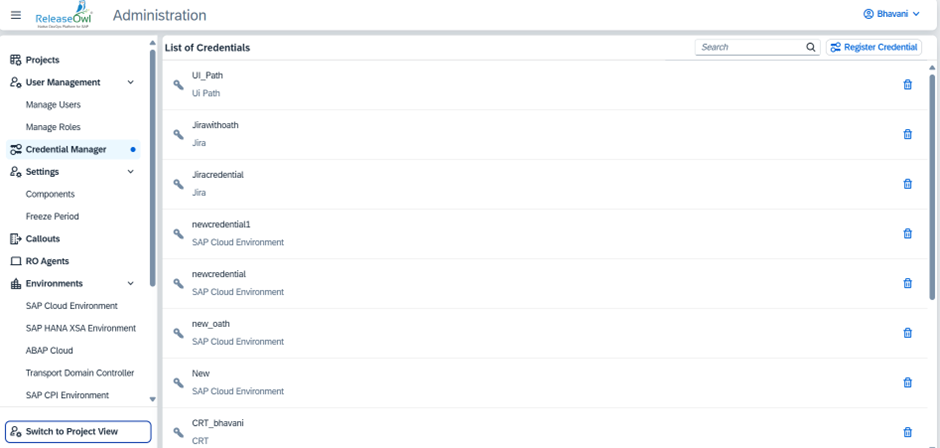 ReleaseOwl
Administration
Bhavani
Projects
User Management
Manage Users
Manage Roles
Credential Manager
Settings
Components
Freeze Period
Callouts
RO Agents
Environments
SAP Cloud Environment
SAP HANA XSA Environment
ABAP Cloud
Transport Domain Controller
SAP CPI Environment
Switch to Project View
List of Credentials
Search
Register Credential
UI_Path
Ui Path
Jirawithoath
Jira
Jiracredential
Jira
newcredential1
SAP Cloud Environment
newcredential
SAP Cloud Environment
new_oath
SAP Cloud Environment
New
SAP Cloud Environment
CRT_bhavani
CRT